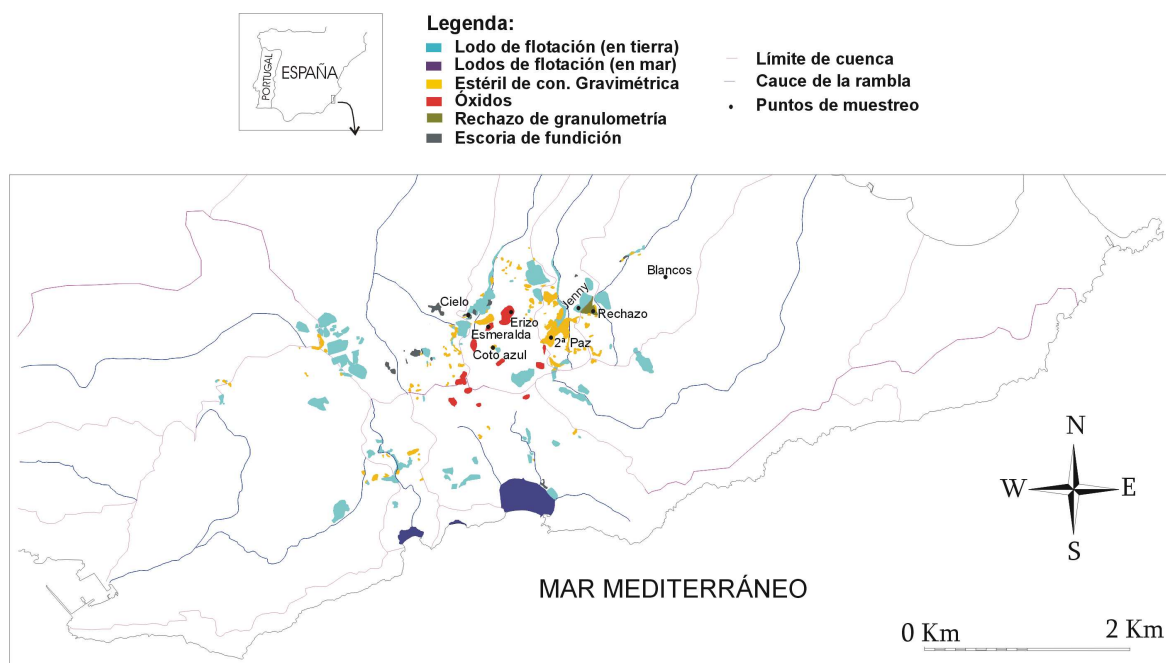 PORTUGAL
ESPAÑA
Legenda:
Lodo de flotación (en tierra)
Lodos de flotación (en mar)
Estéril de con. Gravimétrica
Óxidos
Rechazo de granulometría
Escoria de fundición
Límite de cuenca
Cauce de la rambla
Puntos de muestreo
Blancos
Cielo
Jenny
Erizo
Rechazo
Esmeralda
2ª Paz
Coto azul
N
W
E
S
MAR MEDITERRÁNEO
0 Km
2 Km